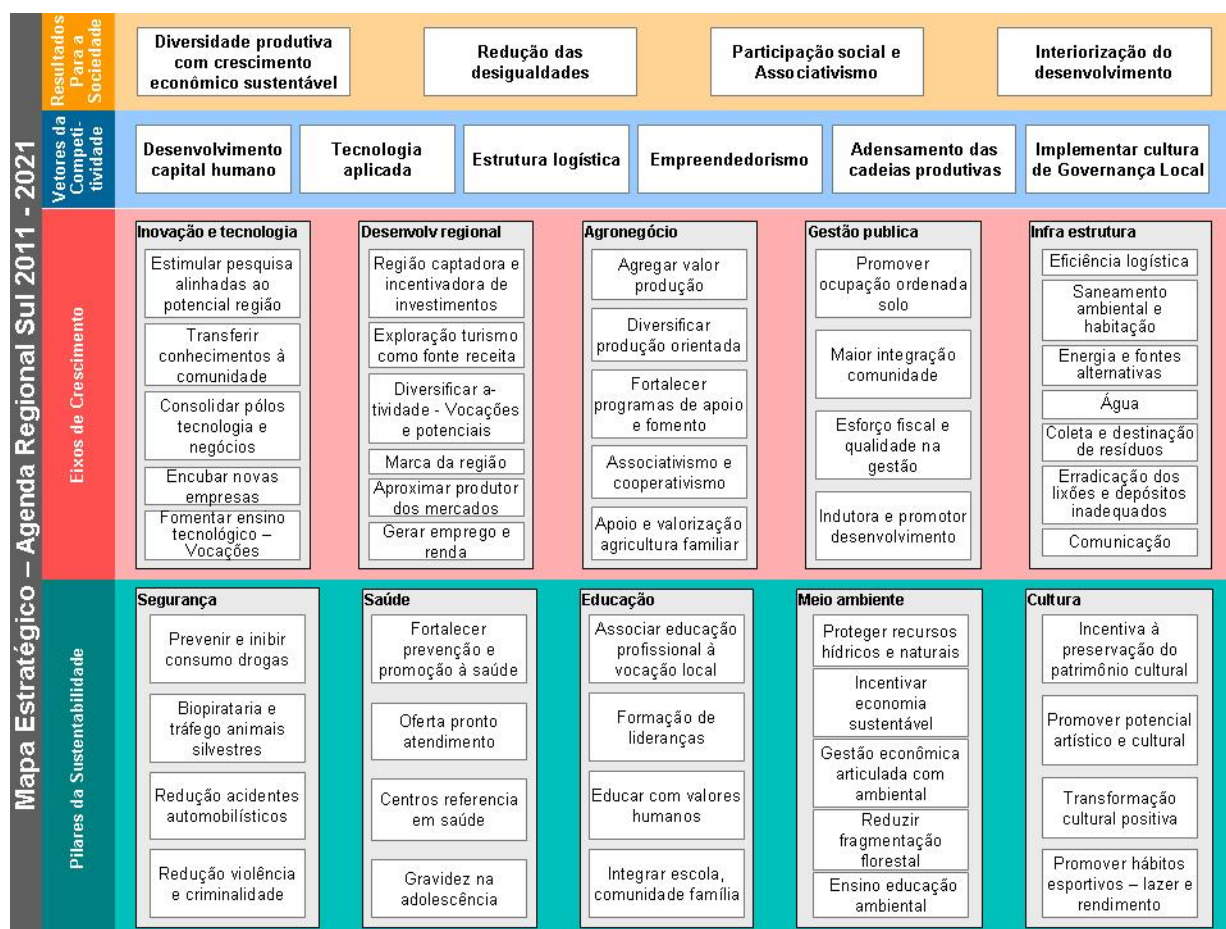 Mapa Estratégico – Agenda Regional Sul 2011 - 2021
Resultados
Para a
Sociedade
Diversidade produtiva
com crescimento
econômico sustentável
Redução das
desigualdades
Participação social e
Associativismo
Interiorização do
desenvolvimento
Vetores da
Competi-
tividade
Desenvolvimento
capital humano
Tecnologia
aplicada
Estrutura logística
Empreendedorismo
Adensamento das
cadeias produtivas
Implementar cultura
de Governança Local
Eixos de Crescimento
Inovação e tecnologia
Estimular pesquisa
alinhadas ao
potencial região
Transferir
conhecimentos à
comunidade
Consolidar pólos
tecnologia e
negócios
Encubar novas
empresas
Fomentar ensino
tecnológico –
Vocações
Desenvolv regional
Região captadora e
incentivadora de
investimentos
Exploração turismo
como fonte receita
Diversificar a-
tividade - Vocações
e potenciais
Marca da região
Aproximar produtor
dos mercados
Gerar emprego e
renda
Agronegócio
Agregar valor
produção
Diversificar
produção orientada
Fortalecer
programas de apoio
e fomento
Associativismo e
cooperativismo
Apoio e valorização
agricultura familiar
Gestão publica
Promover
ocupação ordenada
solo
Maior integração
comunidade
Esforço fiscal e
qualidade na
gestão
Indutora e promotor
desenvolvimento
Infra estrutura
Eficiência logística
Saneamento
ambiental e
habitação
Energia e fontes
alternativas
Água
Coleta e destinação
de resíduos
Erradicação dos
lixões e depósitos
inadequados
Comunicação
Pilares da Sustentabilidade
Segurança
Prevenir e inibir
consumo drogas
Biopirataria e
tráfego animais
silvestres
Redução acidentes
automobilísticos
Redução violência
e criminalidade
Saúde
Fortalecer
prevenção e
promoção à saúde
Oferta pronto
atendimento
Centros referencia
em saúde
Gravidez na
adolescência
Educação
Associar educação
profissional à
vocação local
Formação de
lideranças
Educar com valores
humanos
Integrar escola,
comunidade família
Meio ambiente
Proteger recursos
hídricos e naturais
Incentivar
economia
sustentável
Gestão econômica
articulada com
ambiental
Reduzir
fragmentação
florestal
Ensino educação
ambiental
Cultura
Incentiva à
preservação do
patrimônio cultural
Promover potencial
artístico e cultural
Transformação
cultural positiva
Promover hábitos
esportivos – lazer e
rendimento